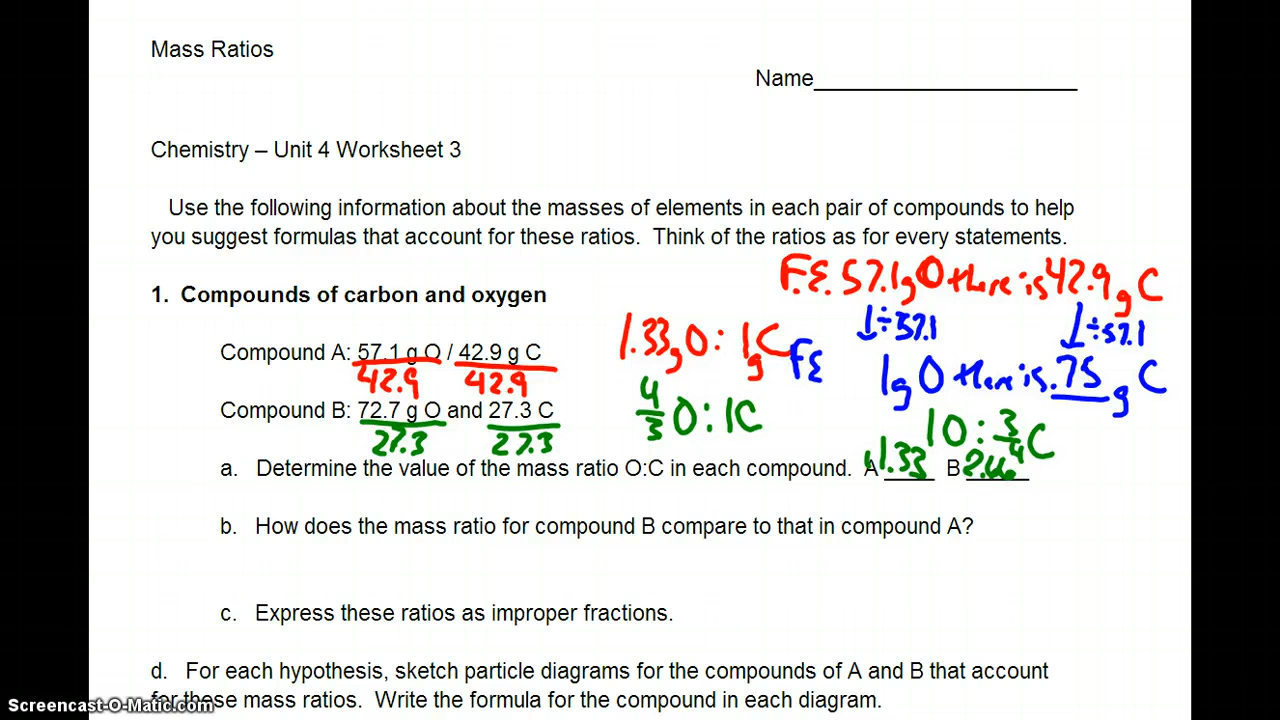 Mass Ratios
Name
Chemistry – Unit 4 Worksheet 3
Use the following information about the masses of elements in each pair of compounds to help
you suggest formulas that account for these ratios. Think of the ratios as for every statements.
F.E. 57.1g O there is 42.9 g C
1. Compounds of carbon and oxygen
1.33g O : 1g C
÷57.1 ÷57.1
Compound A: 57.1 g O / 42.9 g C
42.9 42.9
FE 1g O there is .75 g C
4/3 O : 1C
Compound B: 72.7 g O and 27.3 C
27.3 27.3
1O : 3/4 C
a. Determine the value of the mass ratio O:C in each compound. A 1.33 B 2.66
b. How does the mass ratio for compound B compare to that in compound A?
c. Express these ratios as improper fractions.
d. For each hypothesis, sketch particle diagrams for the compounds of A and B that account
for these mass ratios. Write the formula for the compound in each diagram.
Screencast-O-Matic.com